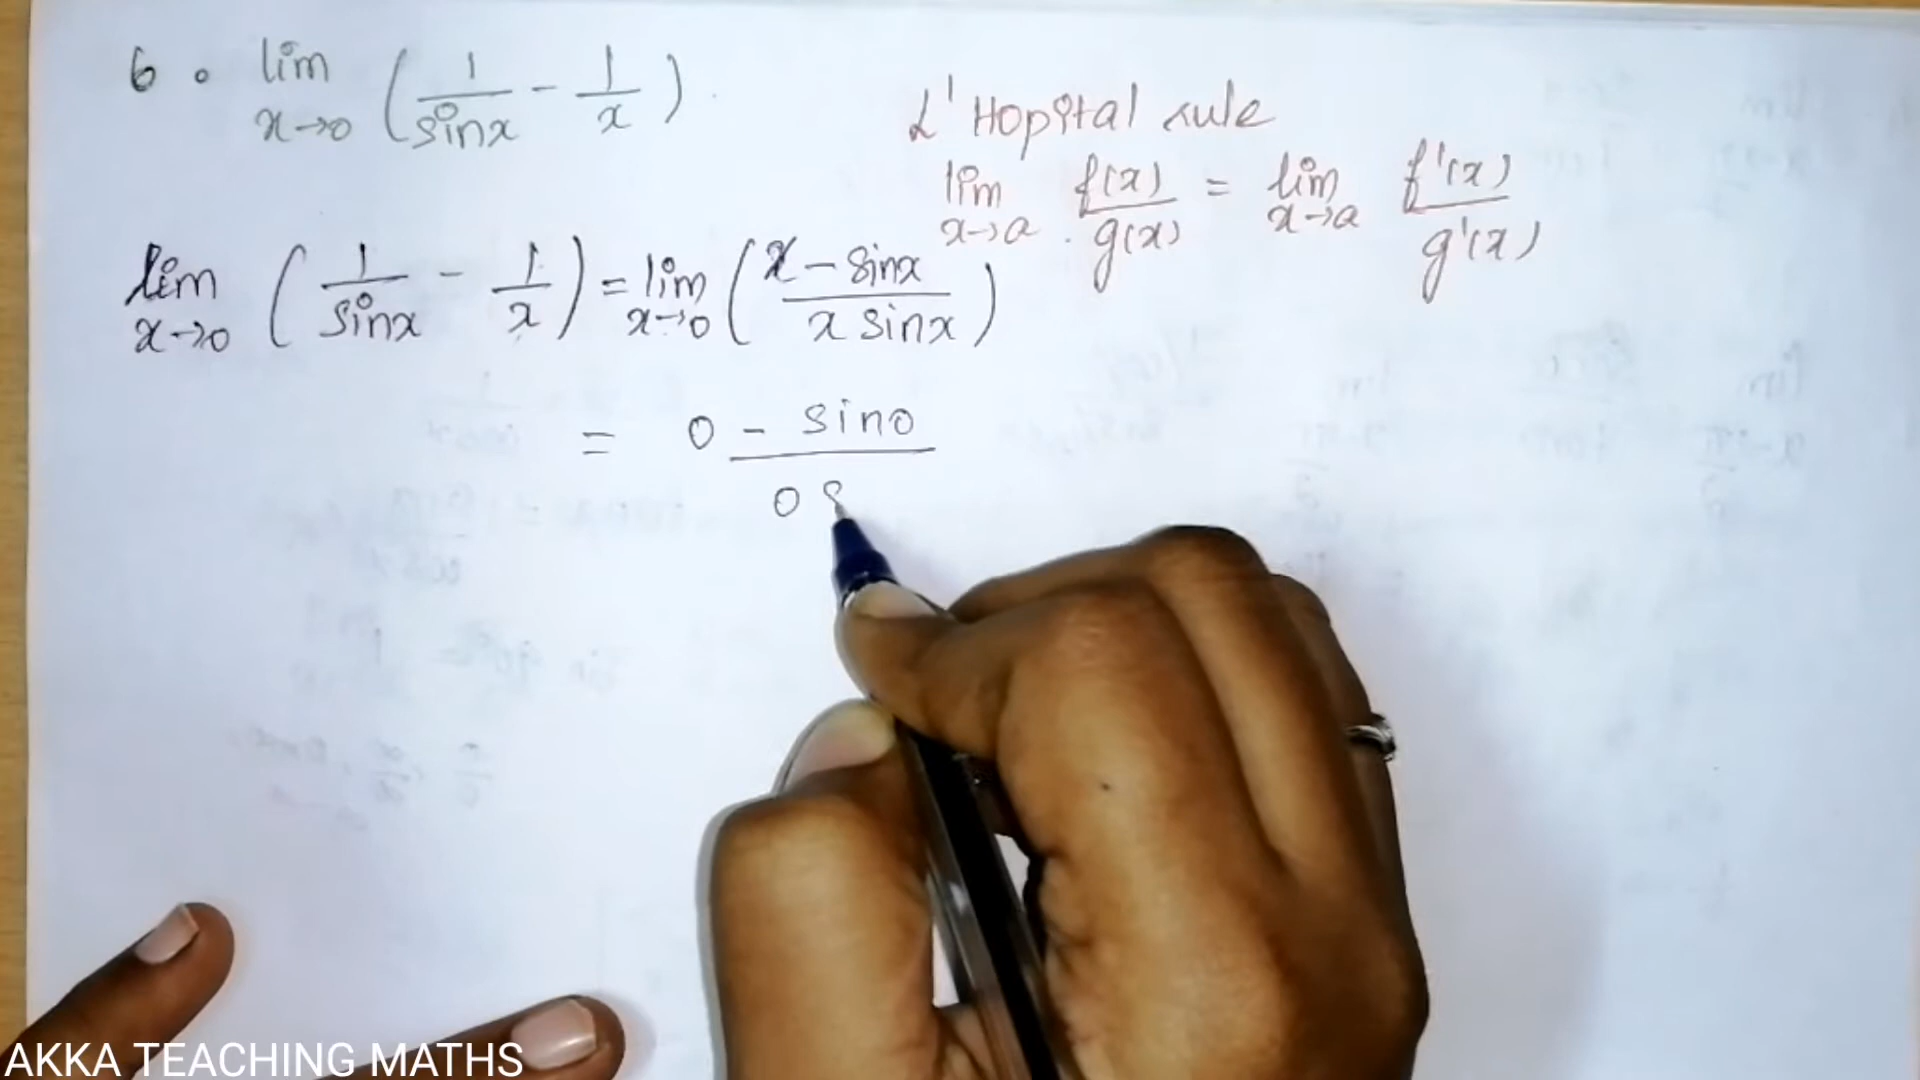 6. lim x→0 (1/sinx - 1/x).
L'Hopital rule
lim x→a f(x)/g(x) = lim x→a f'(x)/g'(x)
lim x→0 (1/sinx - 1/x) = lim x→0 (x - sinx / x sinx)
= 0 - sin0 / 0 s
AKKA TEACHING MATHS